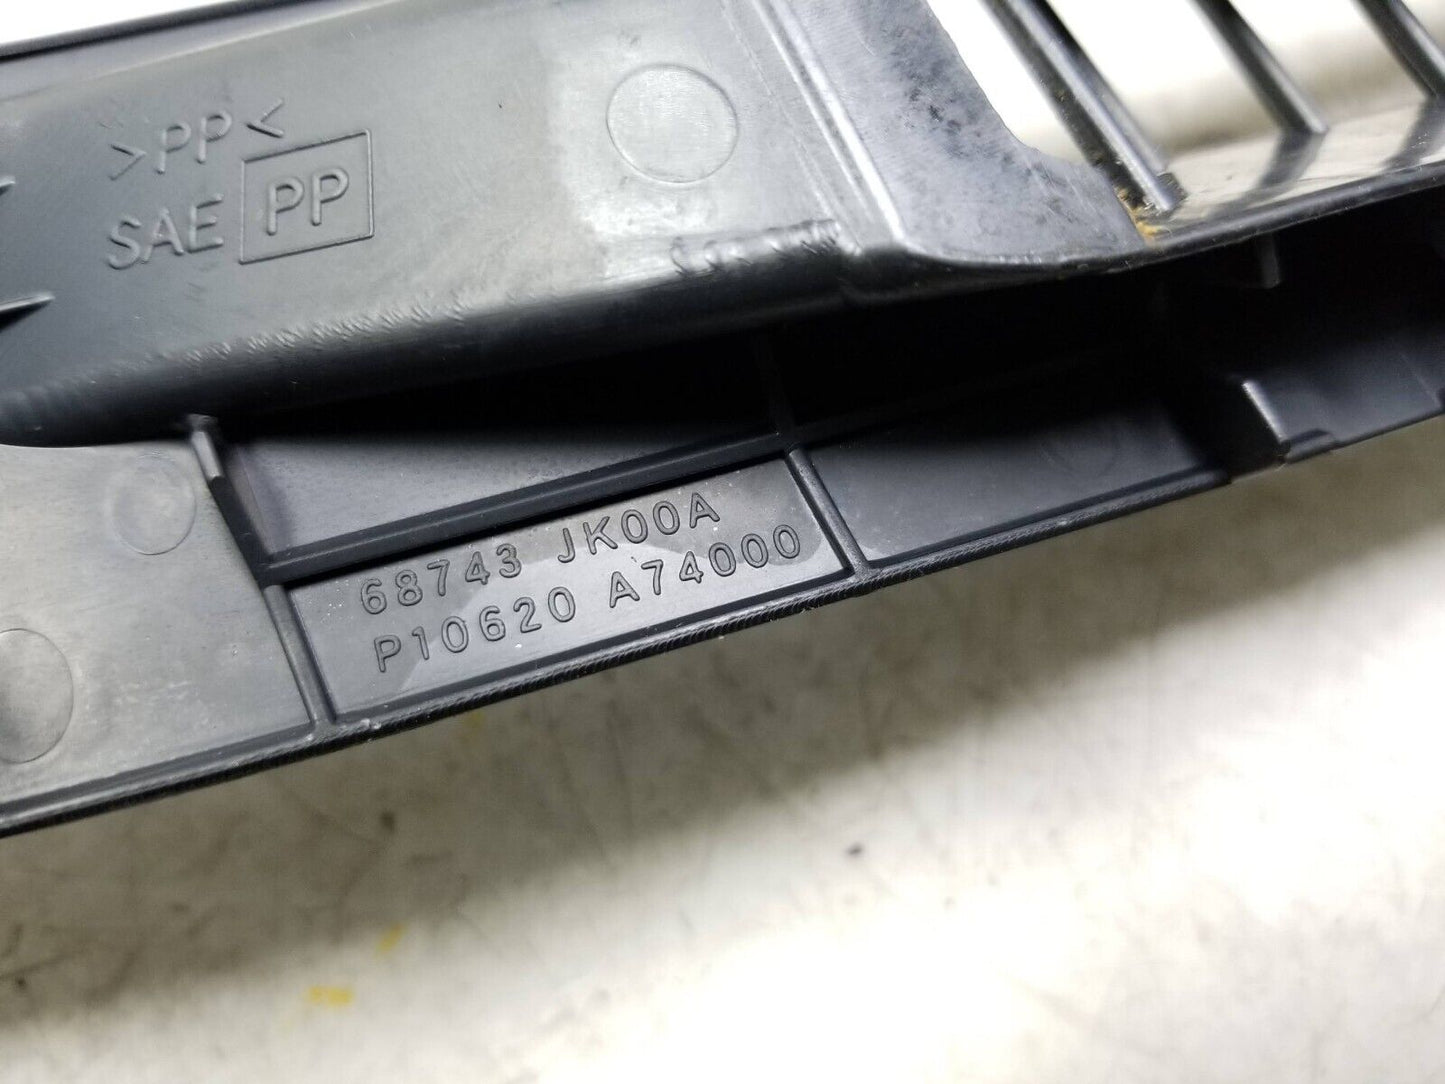 >PP<
SAE PP
68743 JK00A
P10620 A74000